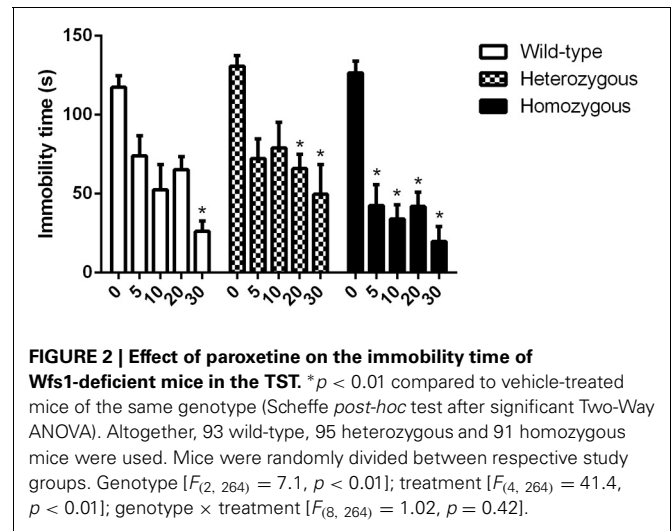 150
100
50
0
Immobility time (s)
0 5 10 20 30 0 5 10 20 30 0 5 10 20 30
* * * * * * *
Wild-type
Heterozygous
Homozygous
FIGURE 2 | Effect of paroxetine on the immobility time of
Wfs1-deficient mice in the TST. *p < 0.01 compared to vehicle-treated
mice of the same genotype (Scheffe post-hoc test after significant Two-Way
ANOVA). Altogether, 93 wild-type, 95 heterozygous and 91 homozygous
mice were used. Mice were randomly divided between respective study
groups. Genotype [F(2, 264) = 7.1, p < 0.01]; treatment [F(4, 264) = 41.4,
p < 0.01]; genotype × treatment [F(8, 264) = 1.02, p = 0.42].